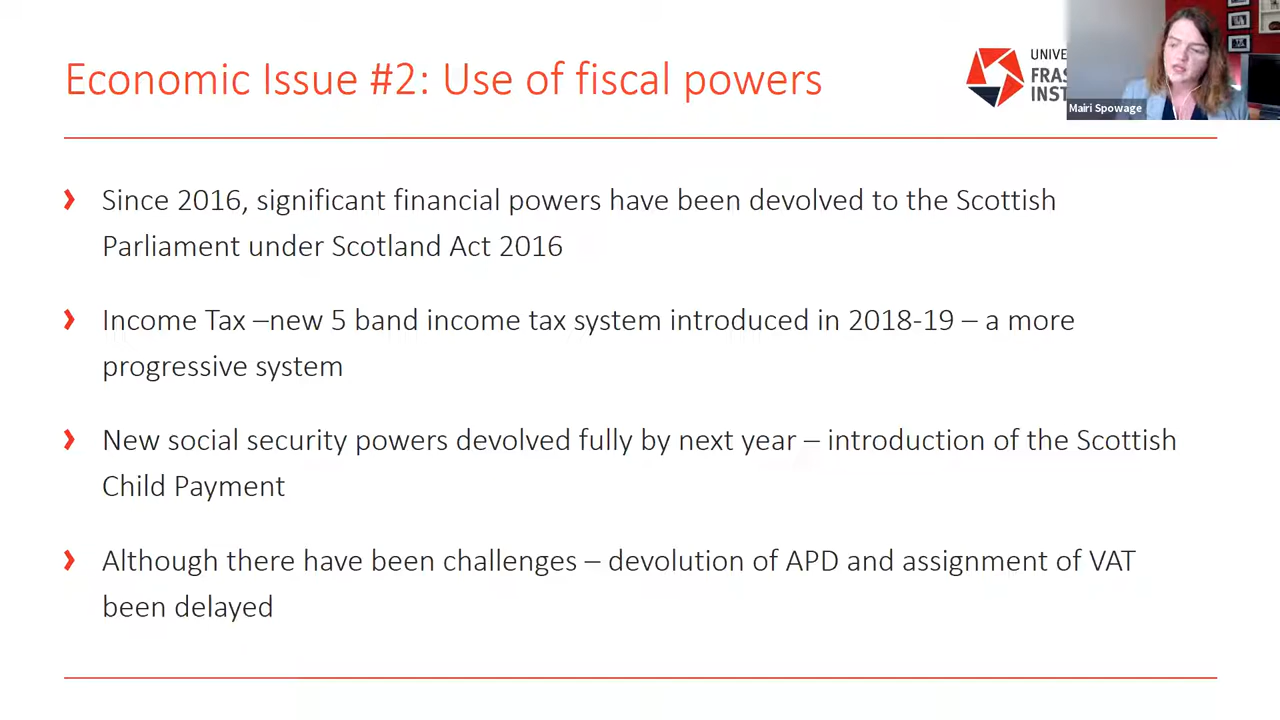 Economic Issue #2: Use of fiscal powers
Mairi Spowage
Since 2016, significant financial powers have been devolved to the Scottish
Parliament under Scotland Act 2016
Income Tax –new 5 band income tax system introduced in 2018-19 – a more
progressive system
New social security powers devolved fully by next year – introduction of the Scottish
Child Payment
Although there have been challenges – devolution of APD and assignment of VAT
been delayed